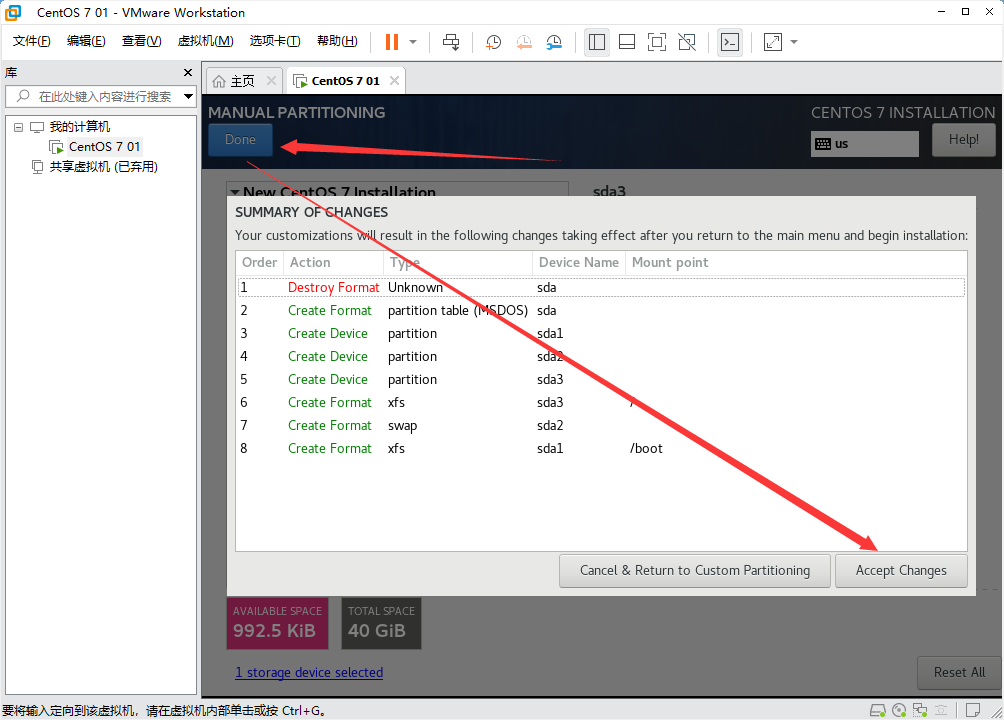 CentOS 7 01 - VMware Workstation
文件(F) 编辑(E) 查看(V) 虚拟机(M) 选项卡(T) 帮助(H)
库
在此处键入内容进行搜索
我的计算机
CentOS 7 01
共享虚拟机 (已弃用)
主页
CentOS 7 01
MANUAL PARTITIONING
CENTOS 7 INSTALLATION
Done
us
Help!
New CentOS 7 Installation
sda3
SUMMARY OF CHANGES
Your customizations will result in the following changes taking effect after you return to the main menu and begin installation:
Order Action Type Device Name Mount point
1 Destroy Format Unknown sda
2 Create Format partition table (MSDOS) sda
3 Create Device partition sda1
4 Create Device partition sda2
5 Create Device partition sda3
6 Create Format xfs sda3 /
7 Create Format swap sda2
8 Create Format xfs sda1 /boot
Cancel & Return to Custom Partitioning
Accept Changes
AVAILABLE SPACE
992.5 KiB
TOTAL SPACE
40 GiB
1 storage device selected
Reset All
要将输入定向到该虚拟机，请在虚拟机内部单击或按 Ctrl+G。